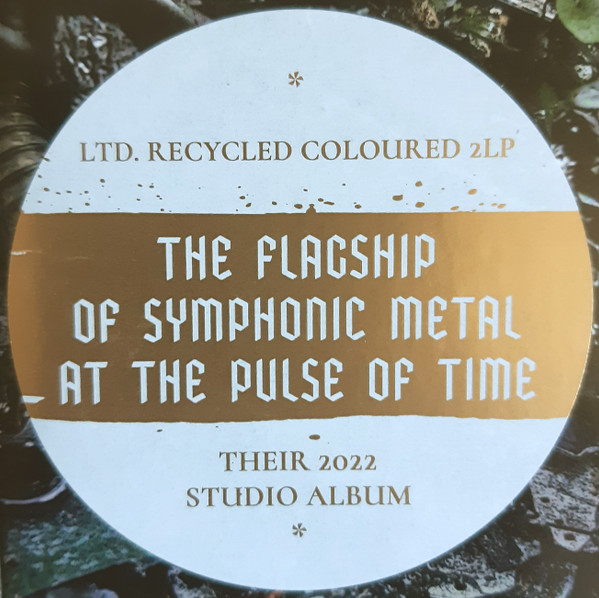 *
LTD. RECYCLED COLOURED 2LP
THE FLAGSHIP
OF SYMPHONIC METAL
AT THE PULSE OF TIME
THEIR 2022
STUDIO ALBUM
*